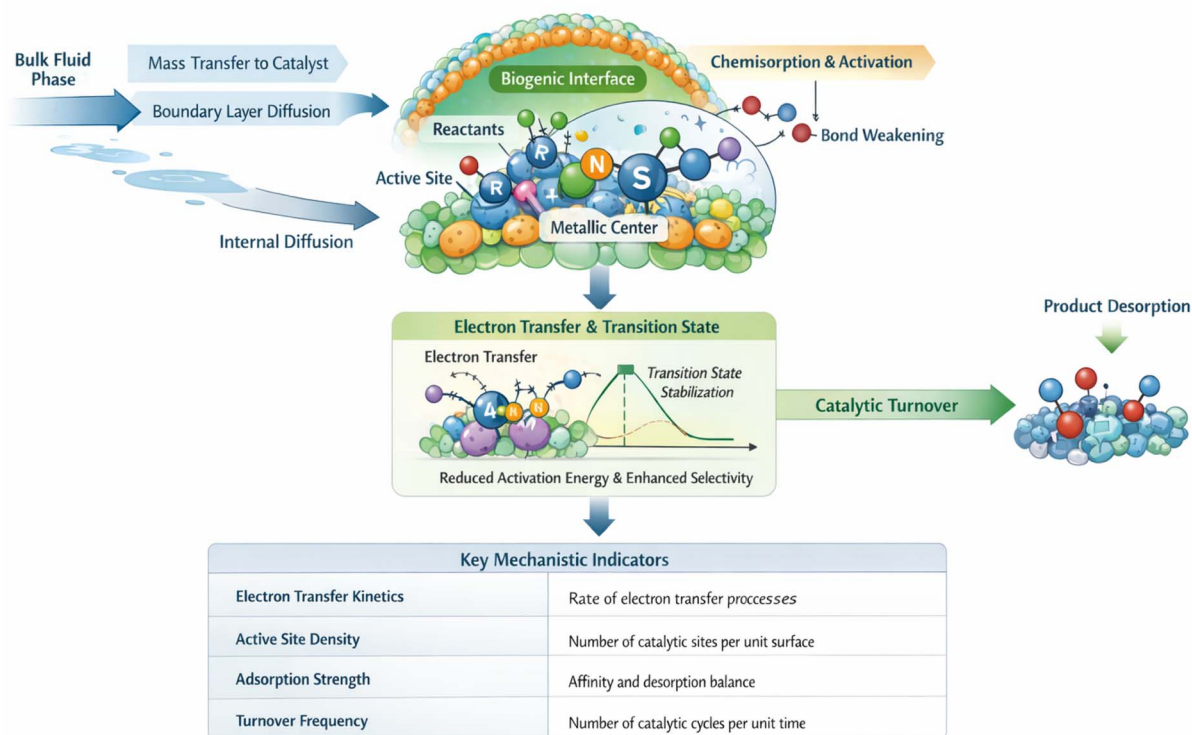 Bulk Fluid
Phase
Mass Transfer to Catalyst
Boundary Layer Diffusion
Internal Diffusion
Biogenic Interface
Reactants
Active Site
R
R
N
S
+
Metallic Center
Chemisorption & Activation
Bond Weakening
Electron Transfer & Transition State
Electron Transfer
4
N
N
Transition State
Stabilization
Reduced Activation Energy & Enhanced Selectivity
Catalytic Turnover
Product Desorption
Key Mechnistic Indicators
Electron Transfer Kinetics
Rate of electron transfer proccesses
Active Site Density
Number of catalytic sites per unit surface
Adsorption Strength
Affinity and desorption balance
Turnover Frequency
Number of catalytic cycles per unit time